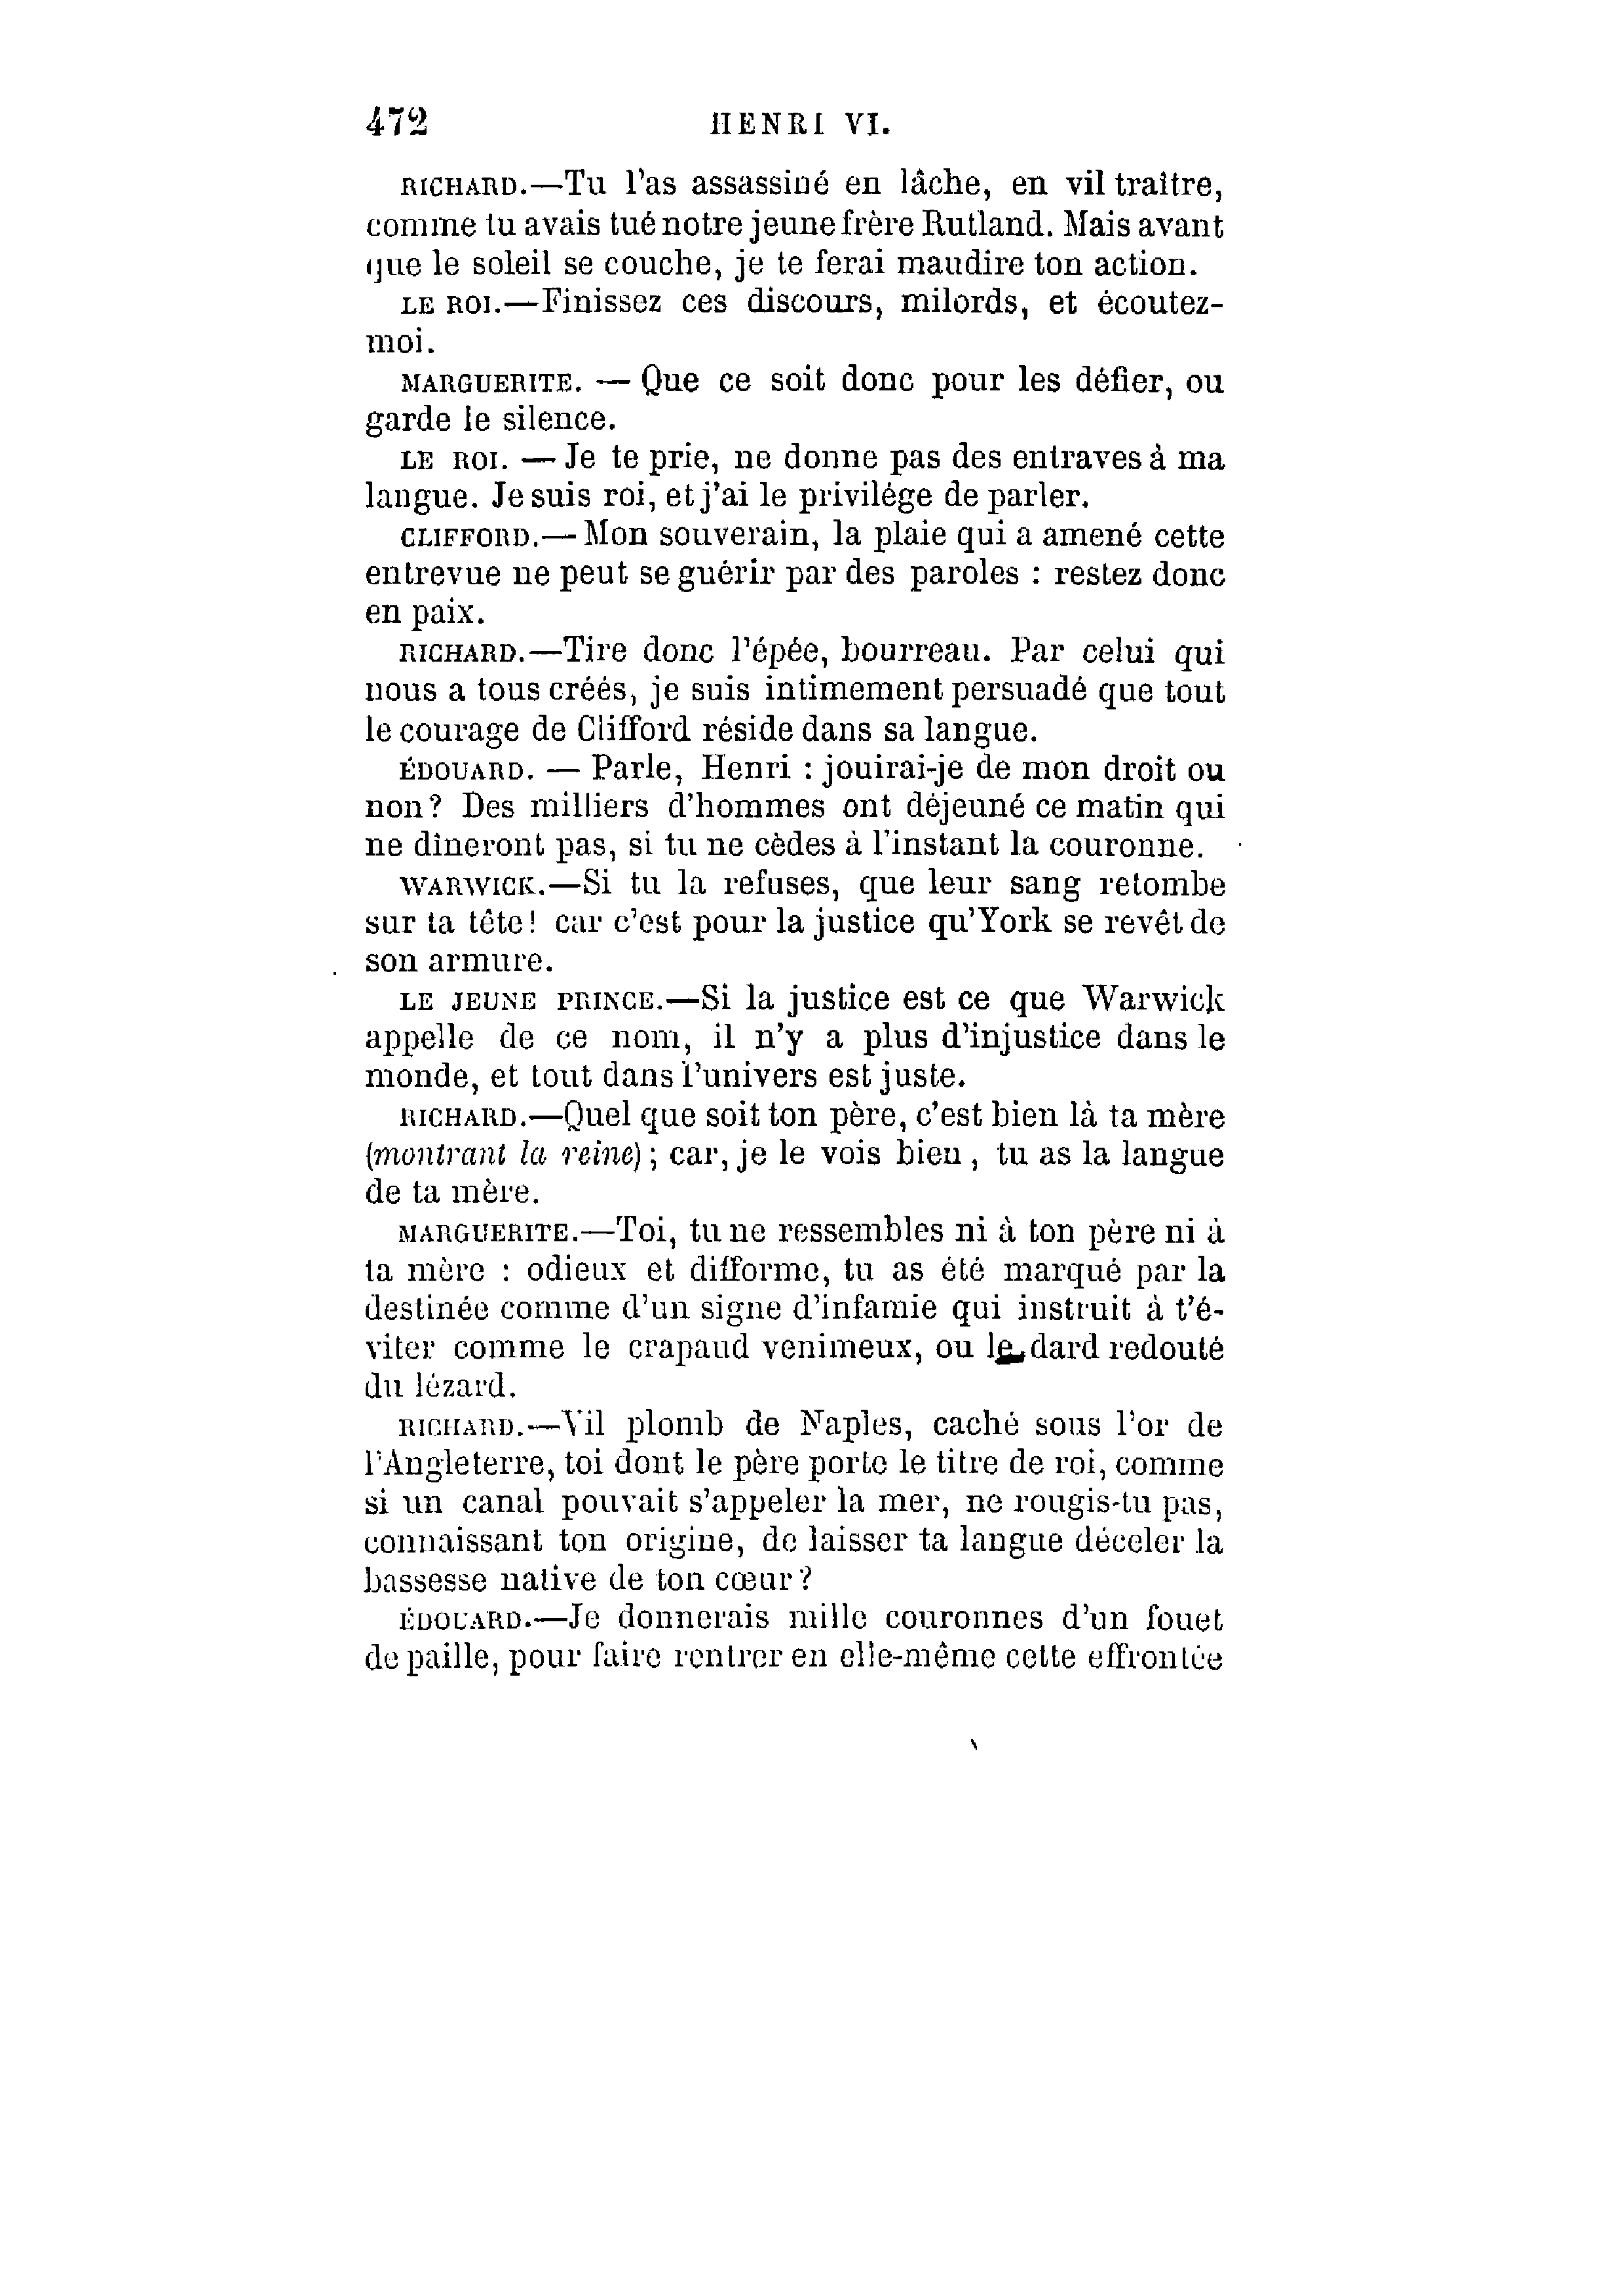 472 HENRI VI.
RICHARD.—Tu l'as assassiné en lâche, en vil traître,
comme tu avais tué notre jeune frère Rutland. Mais avant
que le soleil se couche, je te ferai maudire ton action.
LE ROI.—Finissez ces discours, milords, et écoutez-
moi.
MARGUERITE. — Que ce soit donc pour les défier, ou
garde le silence.
LE ROI. — Je te prie, ne donne pas des entraves à ma
langue. Je suis roi, et j'ai le privilége de parler.
CLIFFORD.— Mon souverain, la plaie qui a amené cette
entrevue ne peut se guérir par des paroles : restez donc
en paix.
RICHARD.—Tire donc l'épée, bourreau. Par celui qui
nous a tous créés, je suis intimement persuadé que tout
le courage de Clifford réside dans sa langue.
ÉDOUARD. — Parle, Henri : jouirai-je de mon droit ou
non? Des milliers d'hommes ont déjeuné ce matin qui
ne dîneront pas, si tu ne cèdes à l'instant la couronne.
WARWICK.—Si tu la refuses, que leur sang retombe
sur ta tête! car c'est pour la justice qu'York se revêt de
son armure.
LE JEUNE PRINCE.—Si la justice est ce que Warwick
appelle de ce nom, il n'y a plus d'injustice dans le
monde, et tout dans l'univers est juste.
RICHARD.—Quel que soit ton père, c'est bien là ta mère
(montrant la reine) ; car, je le vois bien , tu as la langue
de ta mère.
MARGUERITE.—Toi, tu ne ressembles ni à ton père ni à
ta mère : odieux et difforme, tu as été marqué par la
destinée comme d'un signe d'infamie qui instruit à t'é-
viter comme le crapaud venimeux, ou le dard redouté
du lézard.
RICHARD.—Vil plomb de Naples, caché sous l'or de
l'Angleterre, toi dont le père porte le titre de roi, comme
si un canal pouvait s'appeler la mer, ne rougis-tu pas,
connaissant ton origine, de laisser ta langue déceler la
bassesse native de ton cœur?
ÉDOUARD.—Je donnerais mille couronnes d'un fouet
de paille, pour faire rentrer en elle-même cette effrontée